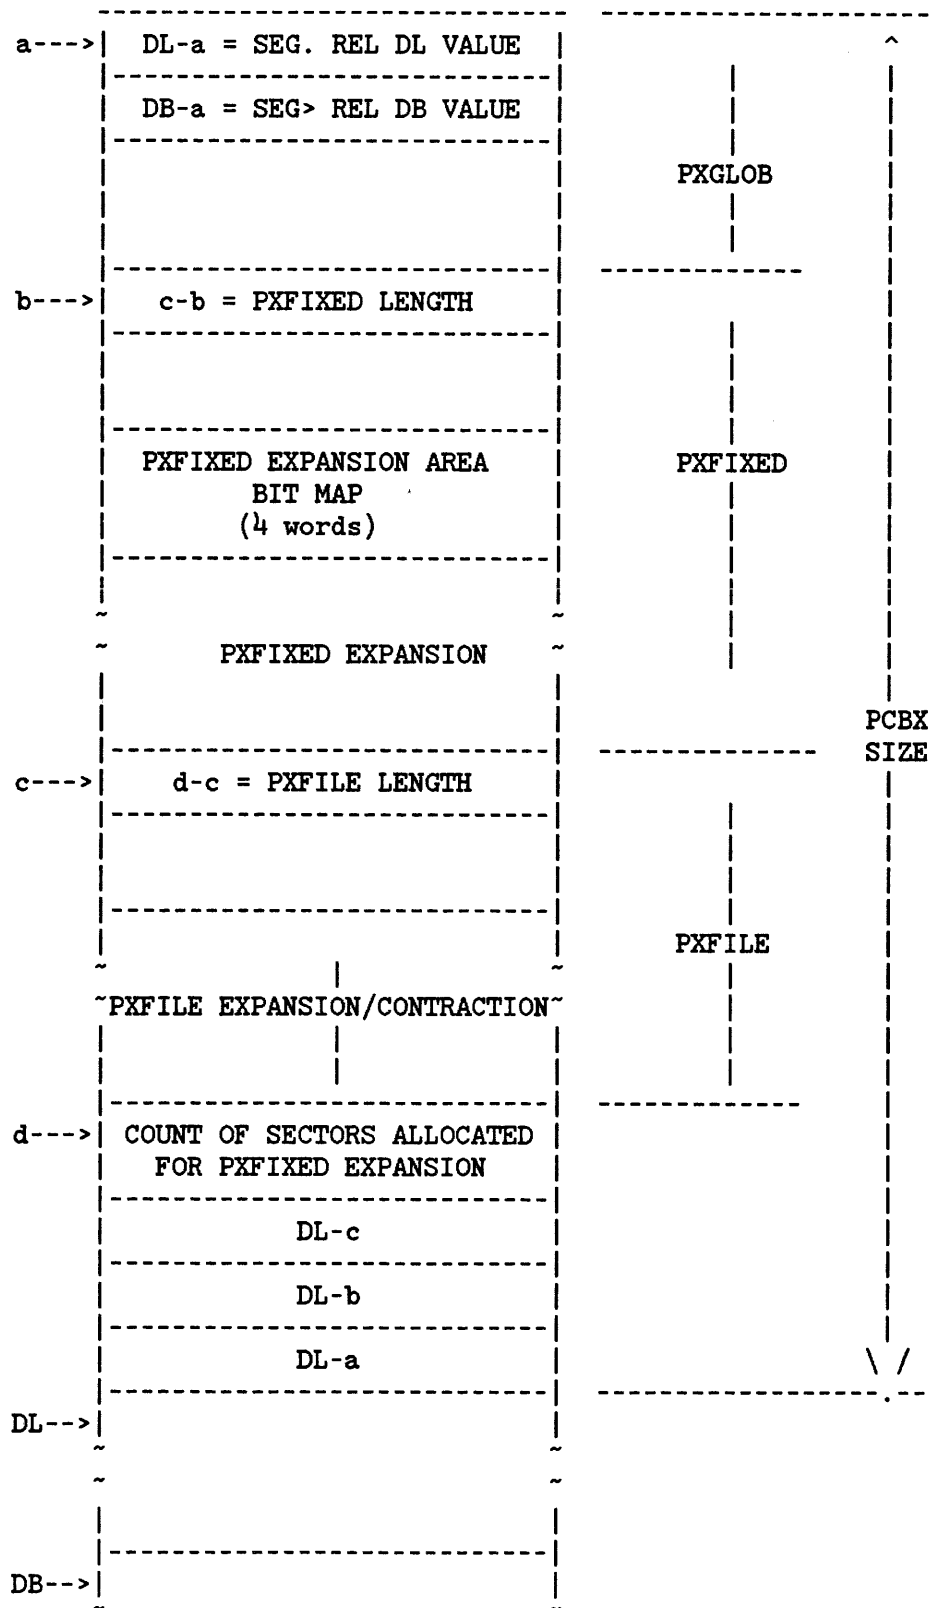 a--->| DL-a = SEG. REL DL VALUE
DB-a = SEG> REL DB VALUE
PXGLOB
b--->| c-b = PXFIXED LENGTH
PXFIXED EXPANSION AREA
BIT MAP
(4 words)
PXFIXED
PXFIXED EXPANSION
PCBX
SIZE
c--->| d-c = PXFILE LENGTH
PXFILE
~PXFILE EXPANSION/CONTRACTION~
d--->| COUNT OF SECTORS ALLOCATED
FOR PXFIXED EXPANSION
DL-c
DL-b
DL-a
DL-->|
DB-->|